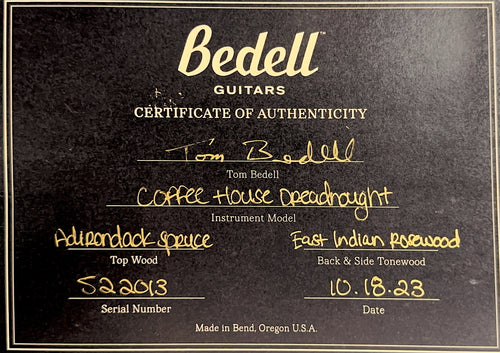 Bedell™
GUITARS
CERTIFICATE OF AUTHENTICITY
Tom Bedell
Tom Bedell
Coffee House Dreadnought
Instrument Model
Adirondack Spruce East Indian Rosewood
Top Wood Back & Side Tonewood
522013 10.18.23
Serial Number Date
Made in Bend, Oregon U.S.A.